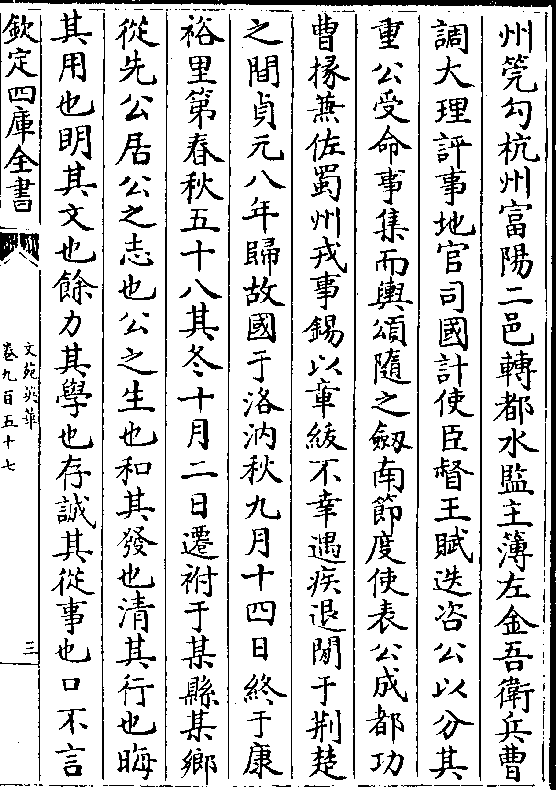 州筦勾杭州富陽二邑轉都水監主簿左金吾衛兵曹
調大理評事地官司國計使臣督王賦迭咨公以分其
重公受命事集而輿頌隨之劔南節度使表公成都功
曹掾兼佐蜀州戎事錫以章綬不幸遇疾退閒于荆楚
之間貞元八年歸故國于洛汭秋九月十四日終于康
裕里第春秋五十八其冬十月二日遷祔于某縣某鄉
從先公居公之志也公之生也和其發也清其行也晦
其用也明其文也餘力其學也存誠其從事也口不言
欽定四庫全書
文苑英華
卷九百五十七
三